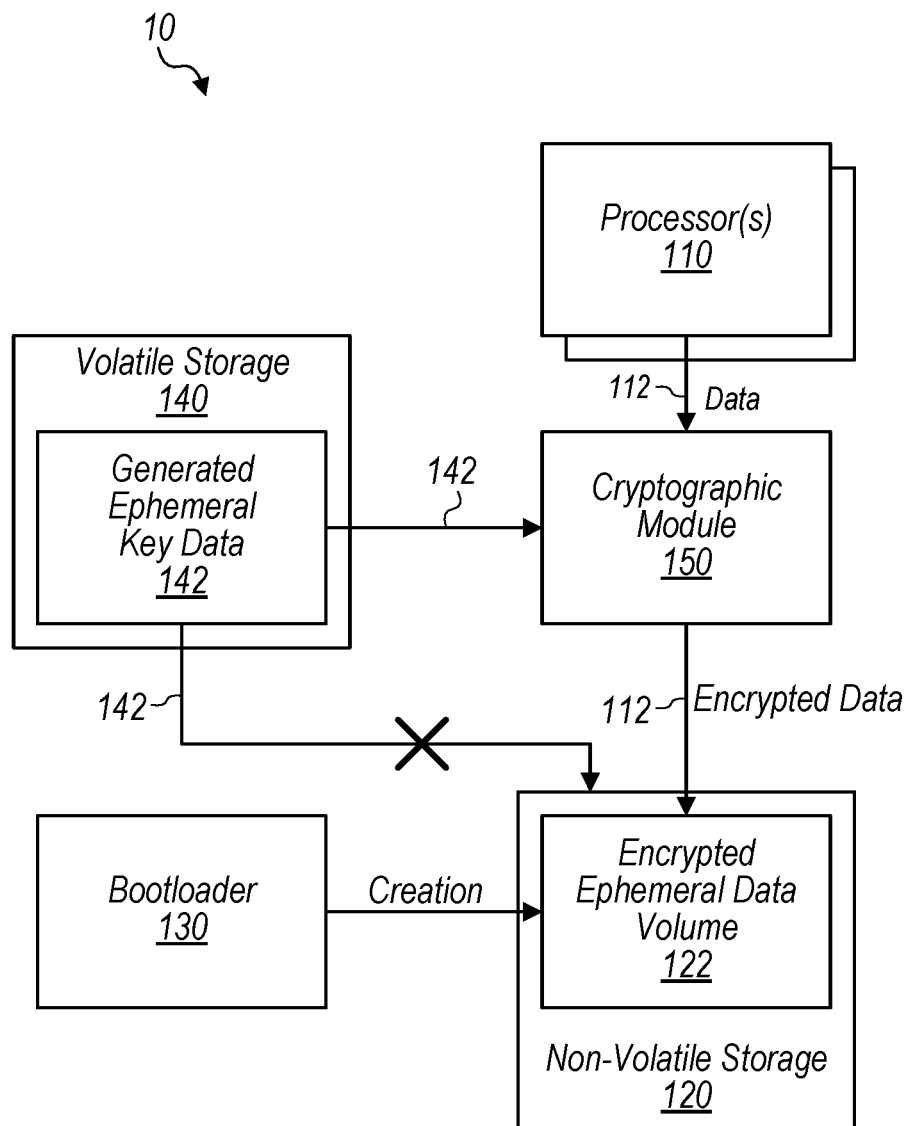 10
Processor(s)
110
Volatile Storage
140
112
Data
Generated
Ephemeral
Key Data
142
142
Cryptographic
Module
150
142
112
Encrypted Data
Bootloader
130
Creation
Encrypted
Ephemeral Data
Volume
122
Non-Volatile Storage
120